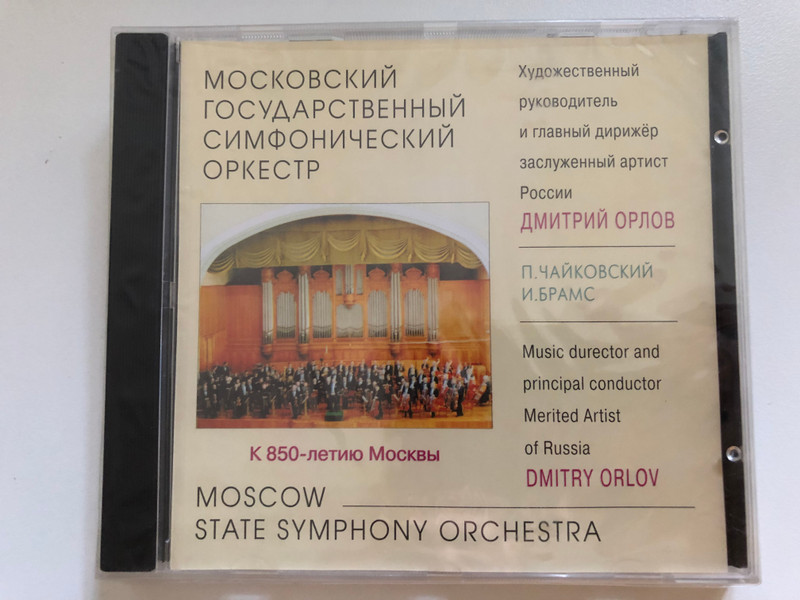 МОСКОВСКИЙ
ГОСУДАРСТВЕННЫЙ
СИМФОНИЧЕСКИЙ
ОРКЕСТР
К 850-летию Москвы
Художественный
руководитель
и главный дирижёр
заслуженный артист
России
ДМИТРИЙ ОРЛОВ
П.ЧАЙКОВСКИЙ
И.БРАМС
Music durector and
principal conductor
Merited Artist
of Russia
DMITRY ORLOV
MOSCOW
STATE SYMPHONY ORCHESTRA